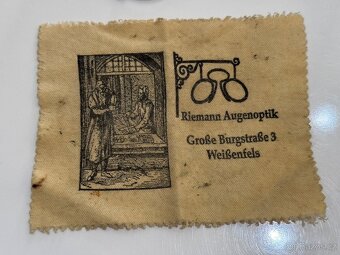 Riemann Augenoptik
Große Burgstraße 3
Weißenfels